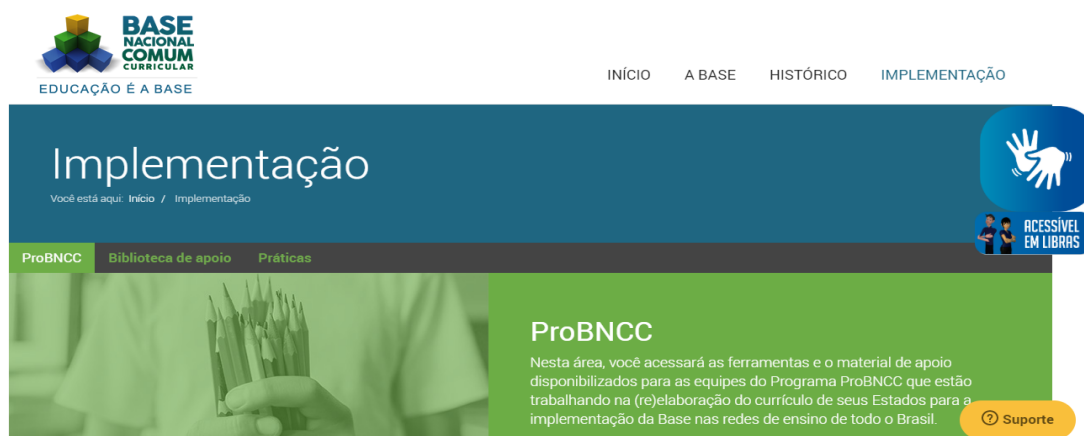 BASE
NACIONAL
COMUM
CURRICULAR
EDUCAÇÃO É A BASE
INÍCIO A BASE HISTÓRICO IMPLEMENTAÇÃO
Implementação
Você está aqui: Início / Implementação
ACESSÍVEL
EM LIBRAS
ProBNCC Biblioteca de apoio Práticas
ProBNCC
Nesta área, você acessará as ferramentas e o material de apoio
disponibilizados para as equipes do Programa ProBNCC que estão
trabalhando na (re)elaboração do currículo de seus Estados para a
implementação da Base nas redes de ensino de todo o Brasil.
? Suporte